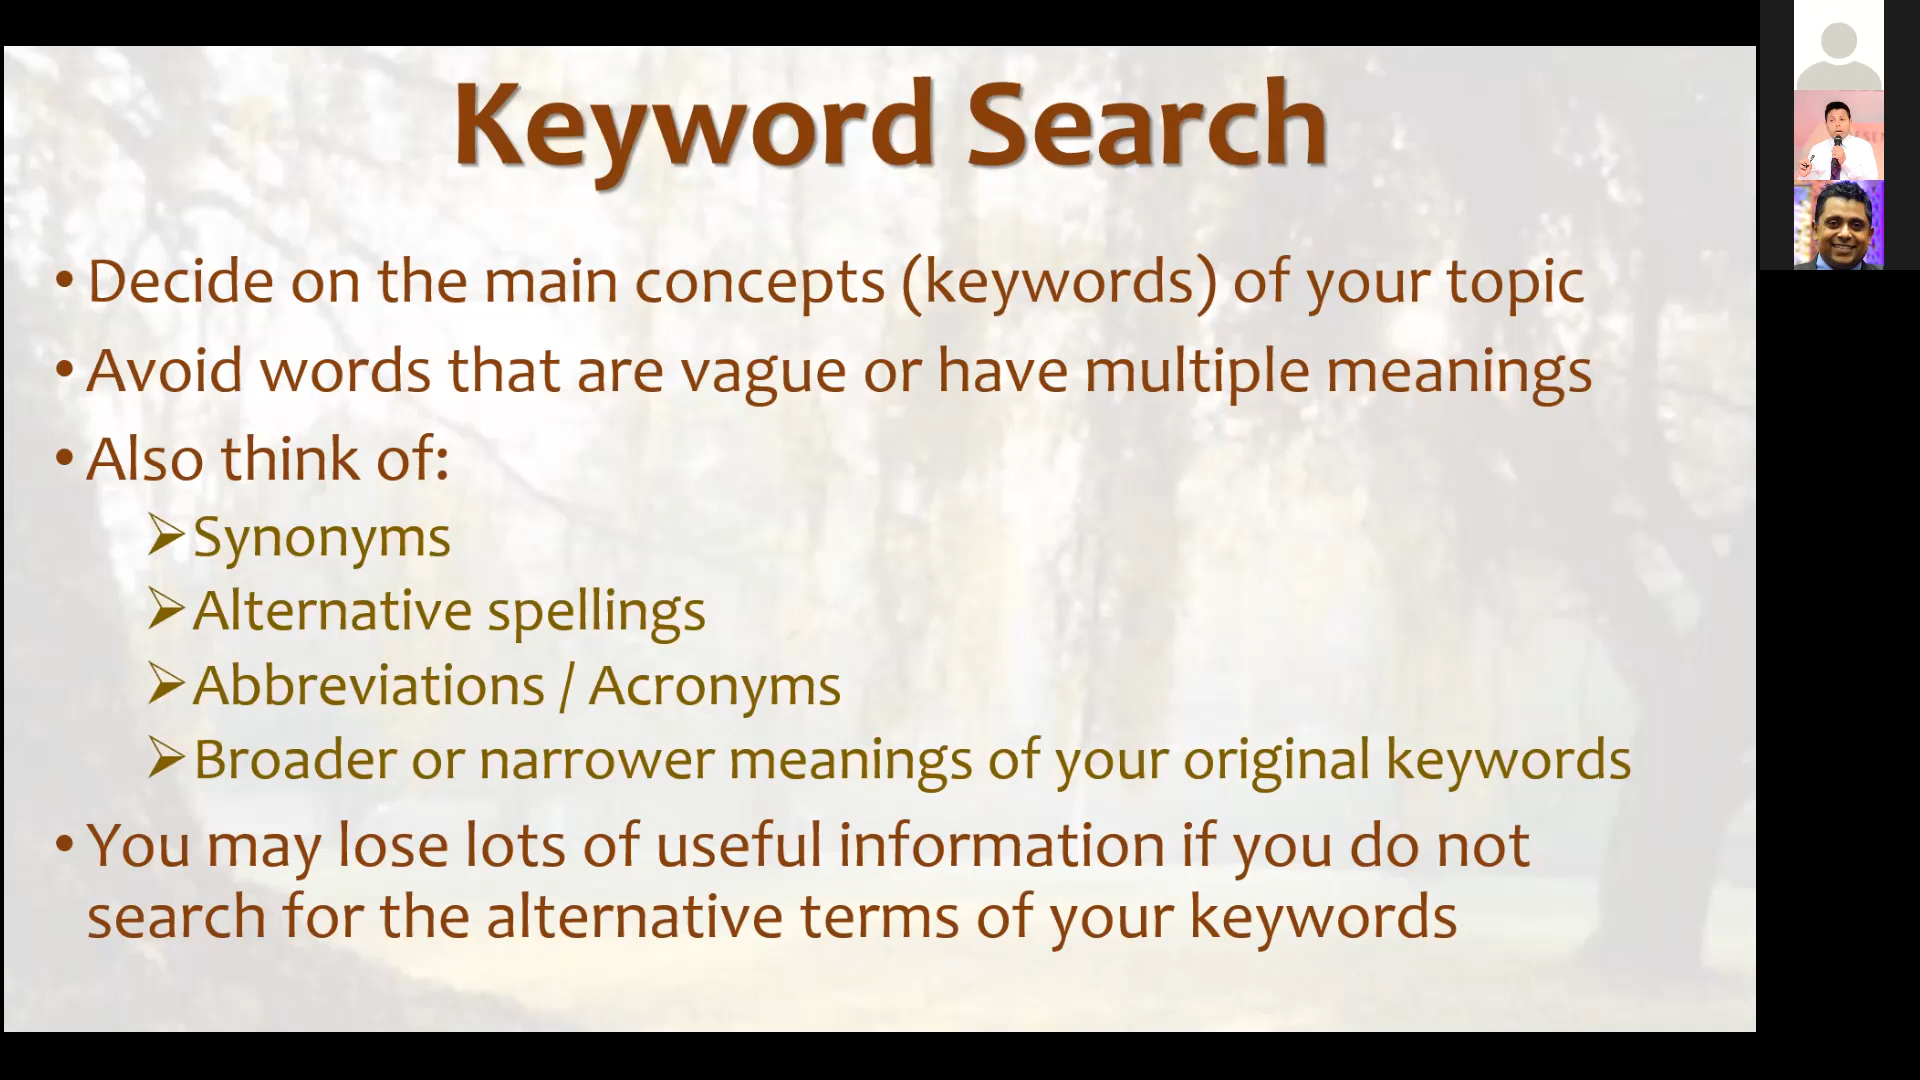 Keyword Search
• Decide on the main concepts (keywords) of your topic
• Avoid words that are vague or have multiple meanings
• Also think of:
➢ Synonyms
➢ Alternative spellings
➢ Abbreviations / Acronyms
➢ Broader or narrower meanings of your original keywords
• You may lose lots of useful information if you do not
search for the alternative terms of your keywords